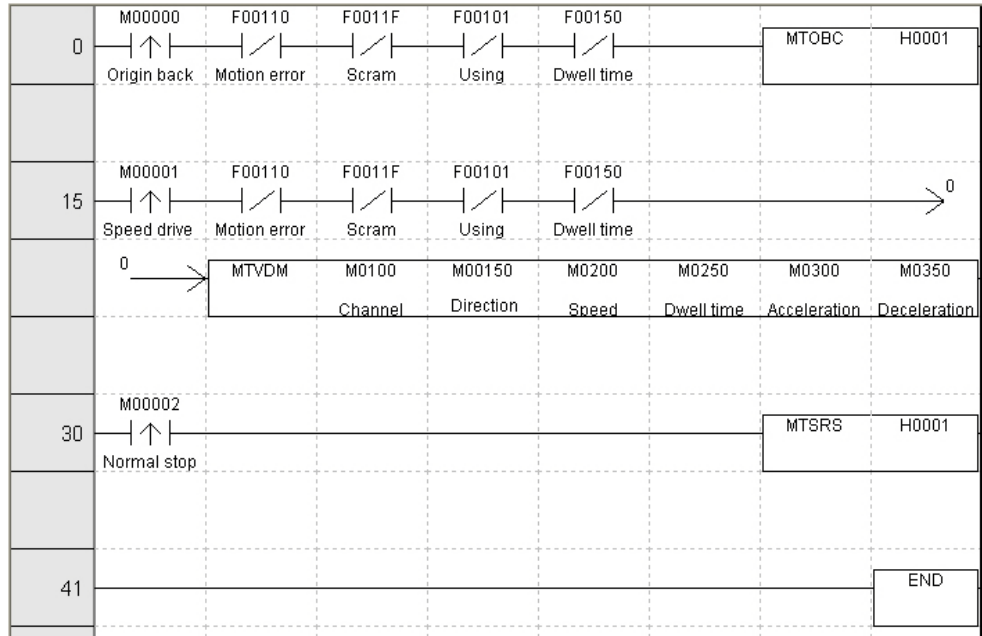 M00000 F00110 F0011F F00101 F00150
0 MTOBC H0001
Origin back Motion error Scram Using Dwell time
M00001 F00110 F0011F F00101 F00150
15 0
Speed drive Motion error Scram Using Dwell time
0 MTVDM M0100 M00150 M0200 M0250 M0300 M0350
Channel Direction Speed Dwell time Acceleration Deceleration
M00002
30 MTSRS H0001
Normal stop
41 END